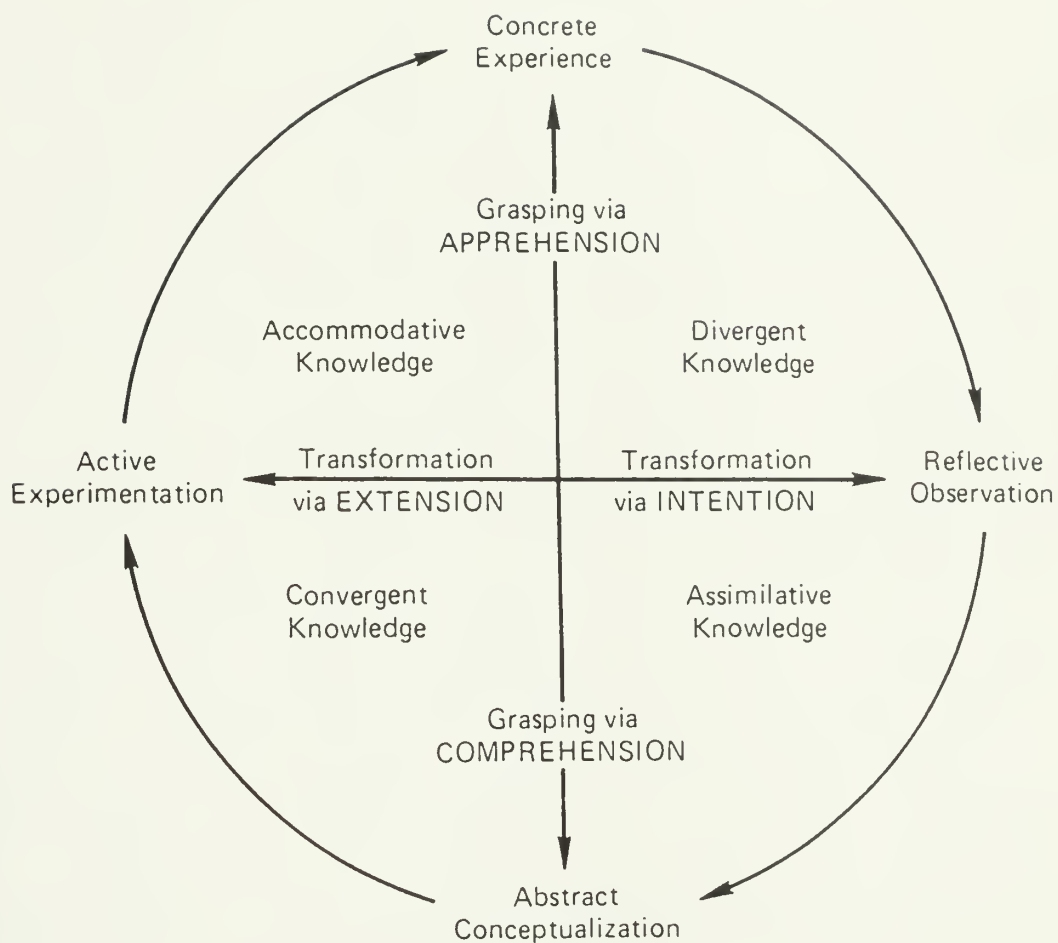 Concrete
Experience
Grasping via
APPREHENSION
Accommodative
Knowledge
Divergent
Knowledge
Active
Experimentation
Transformation
via EXTENSION
Transformation
via INTENTION
Reflective
Observation
Convergent
Knowledge
Assimilative
Knowledge
Grasping via
COMPREHENSION
Abstract
Conceptualization